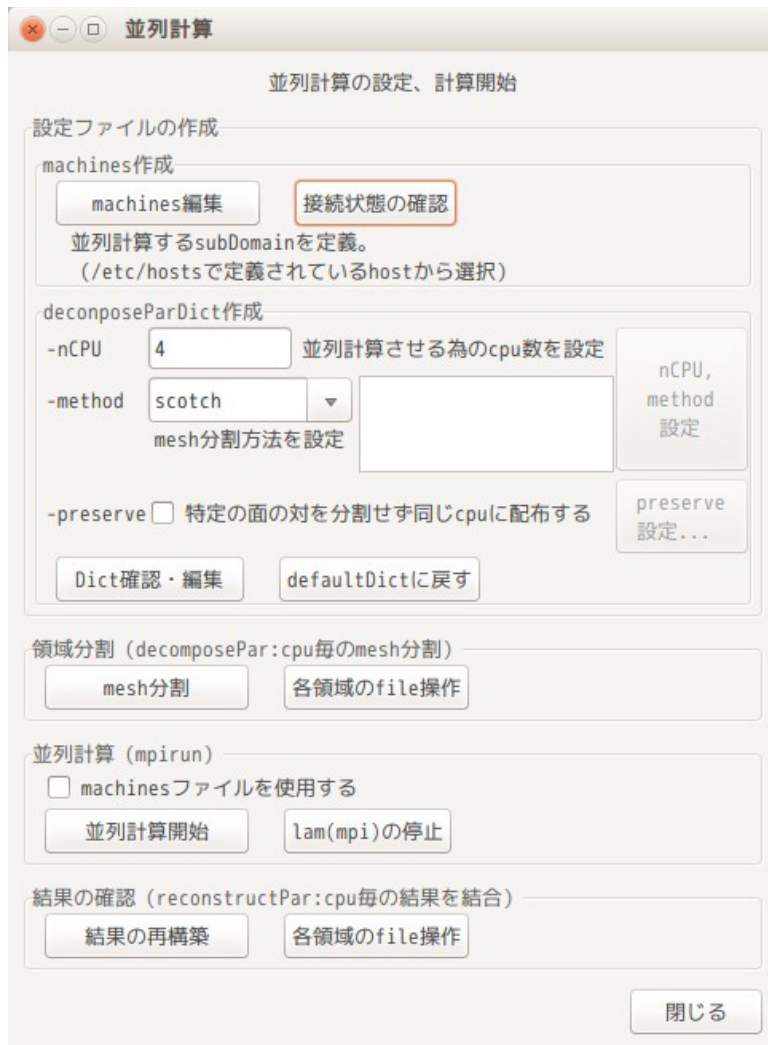 並列計算
並列計算の設定、計算開始
設定ファイルの作成
machines作成
machines編集 接続状態の確認
並列計算するsubDomainを定義。
(/etc/hostsで定義されているhostから選択)
deconposeParDict作成
-nCPU 4 並列計算させる為のcpu数を設定
nCPU,
method
設定
-method scotch
mesh分割方法を設定
-preserve 特定の面の対を分割せず同じcpuに配布する
preserve
設定...
Dict確認・編集 defaultDictに戻す
領域分割 (decomposePar:cpu毎のmesh分割)
mesh分割 各領域のfile操作
並列計算 (mpirun)
machinesファイルを使用する
並列計算開始 lam(mpi)の停止
結果の確認 (reconstructPar:cpu毎の結果を結合)
結果の再構築 各領域のfile操作
閉じる